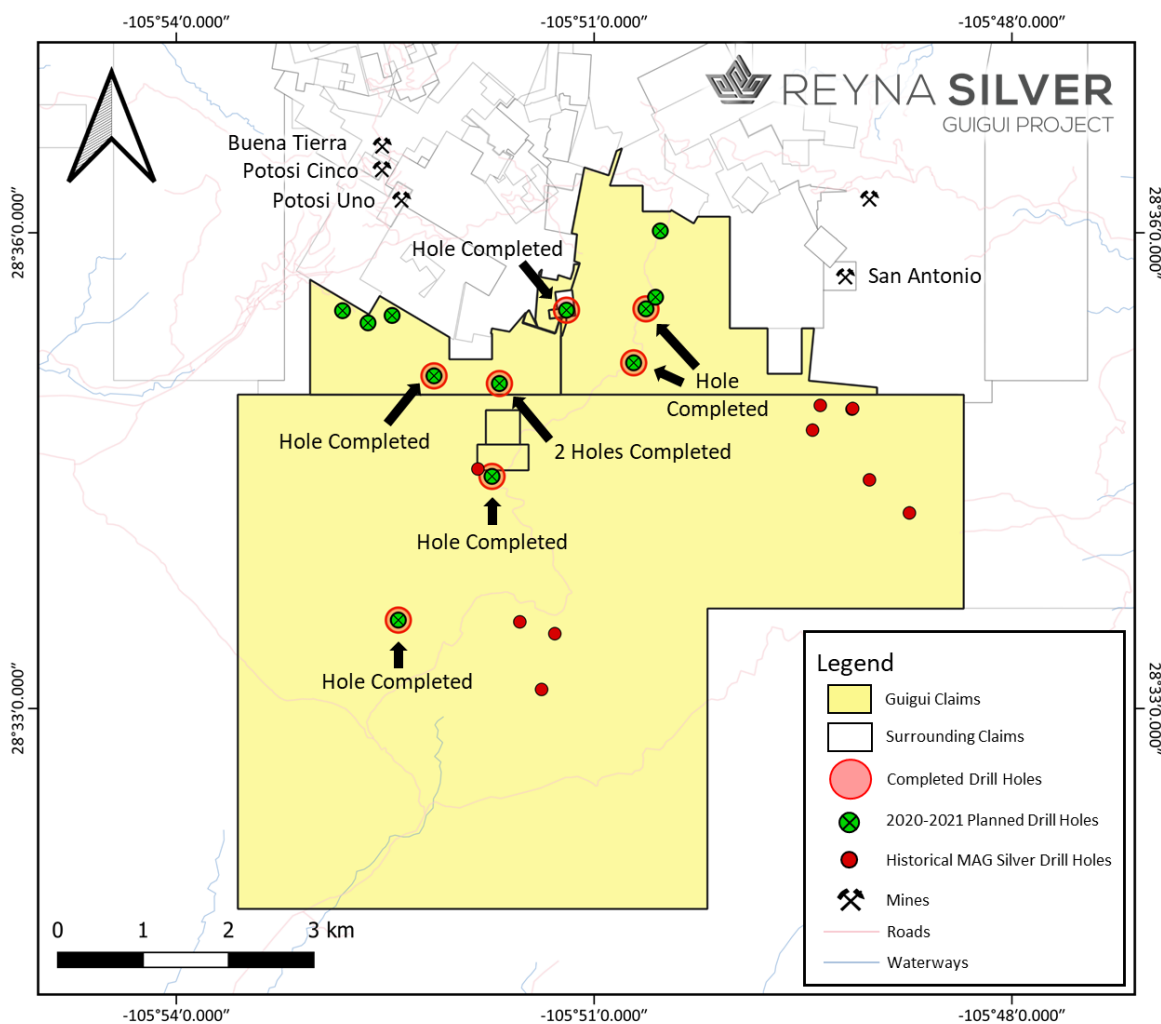 -105°54′0.000″
-105°51′0.000″
-105°48′0.000″
REYNA SILVER
GUIGUI PROJECT
Buena Tierra
Potosi Cinco
Potosi Uno
28°36′0.000″
28°36′0.000″
Hole Completed
San Antonio
Hole
Completed
Hole Completed
2 Holes Completed
Hole Completed
Hole Completed
28°33′0.000″
28°33′0.000″
Legend
Guigui Claims
Surrounding Claims
Completed Drill Holes
2020-2021 Planned Drill Holes
Historical MAG Silver Drill Holes
Mines
Roads
Waterways
0 1 2 3 km
-105°54′0.000″
-105°51′0.000″
-105°48′0.000″